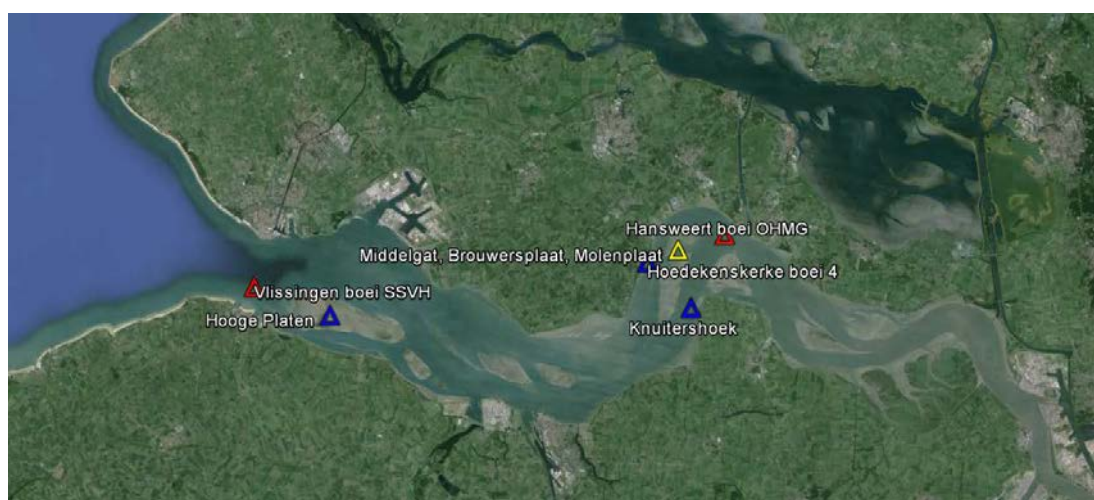 Hansweert boei OHMG
Middelgat, Brouwersplaat, Molenplaat
Hoedekenskerke boei 4
Vlissingen boei SSVH
Hooge Platen
Knuitershoek